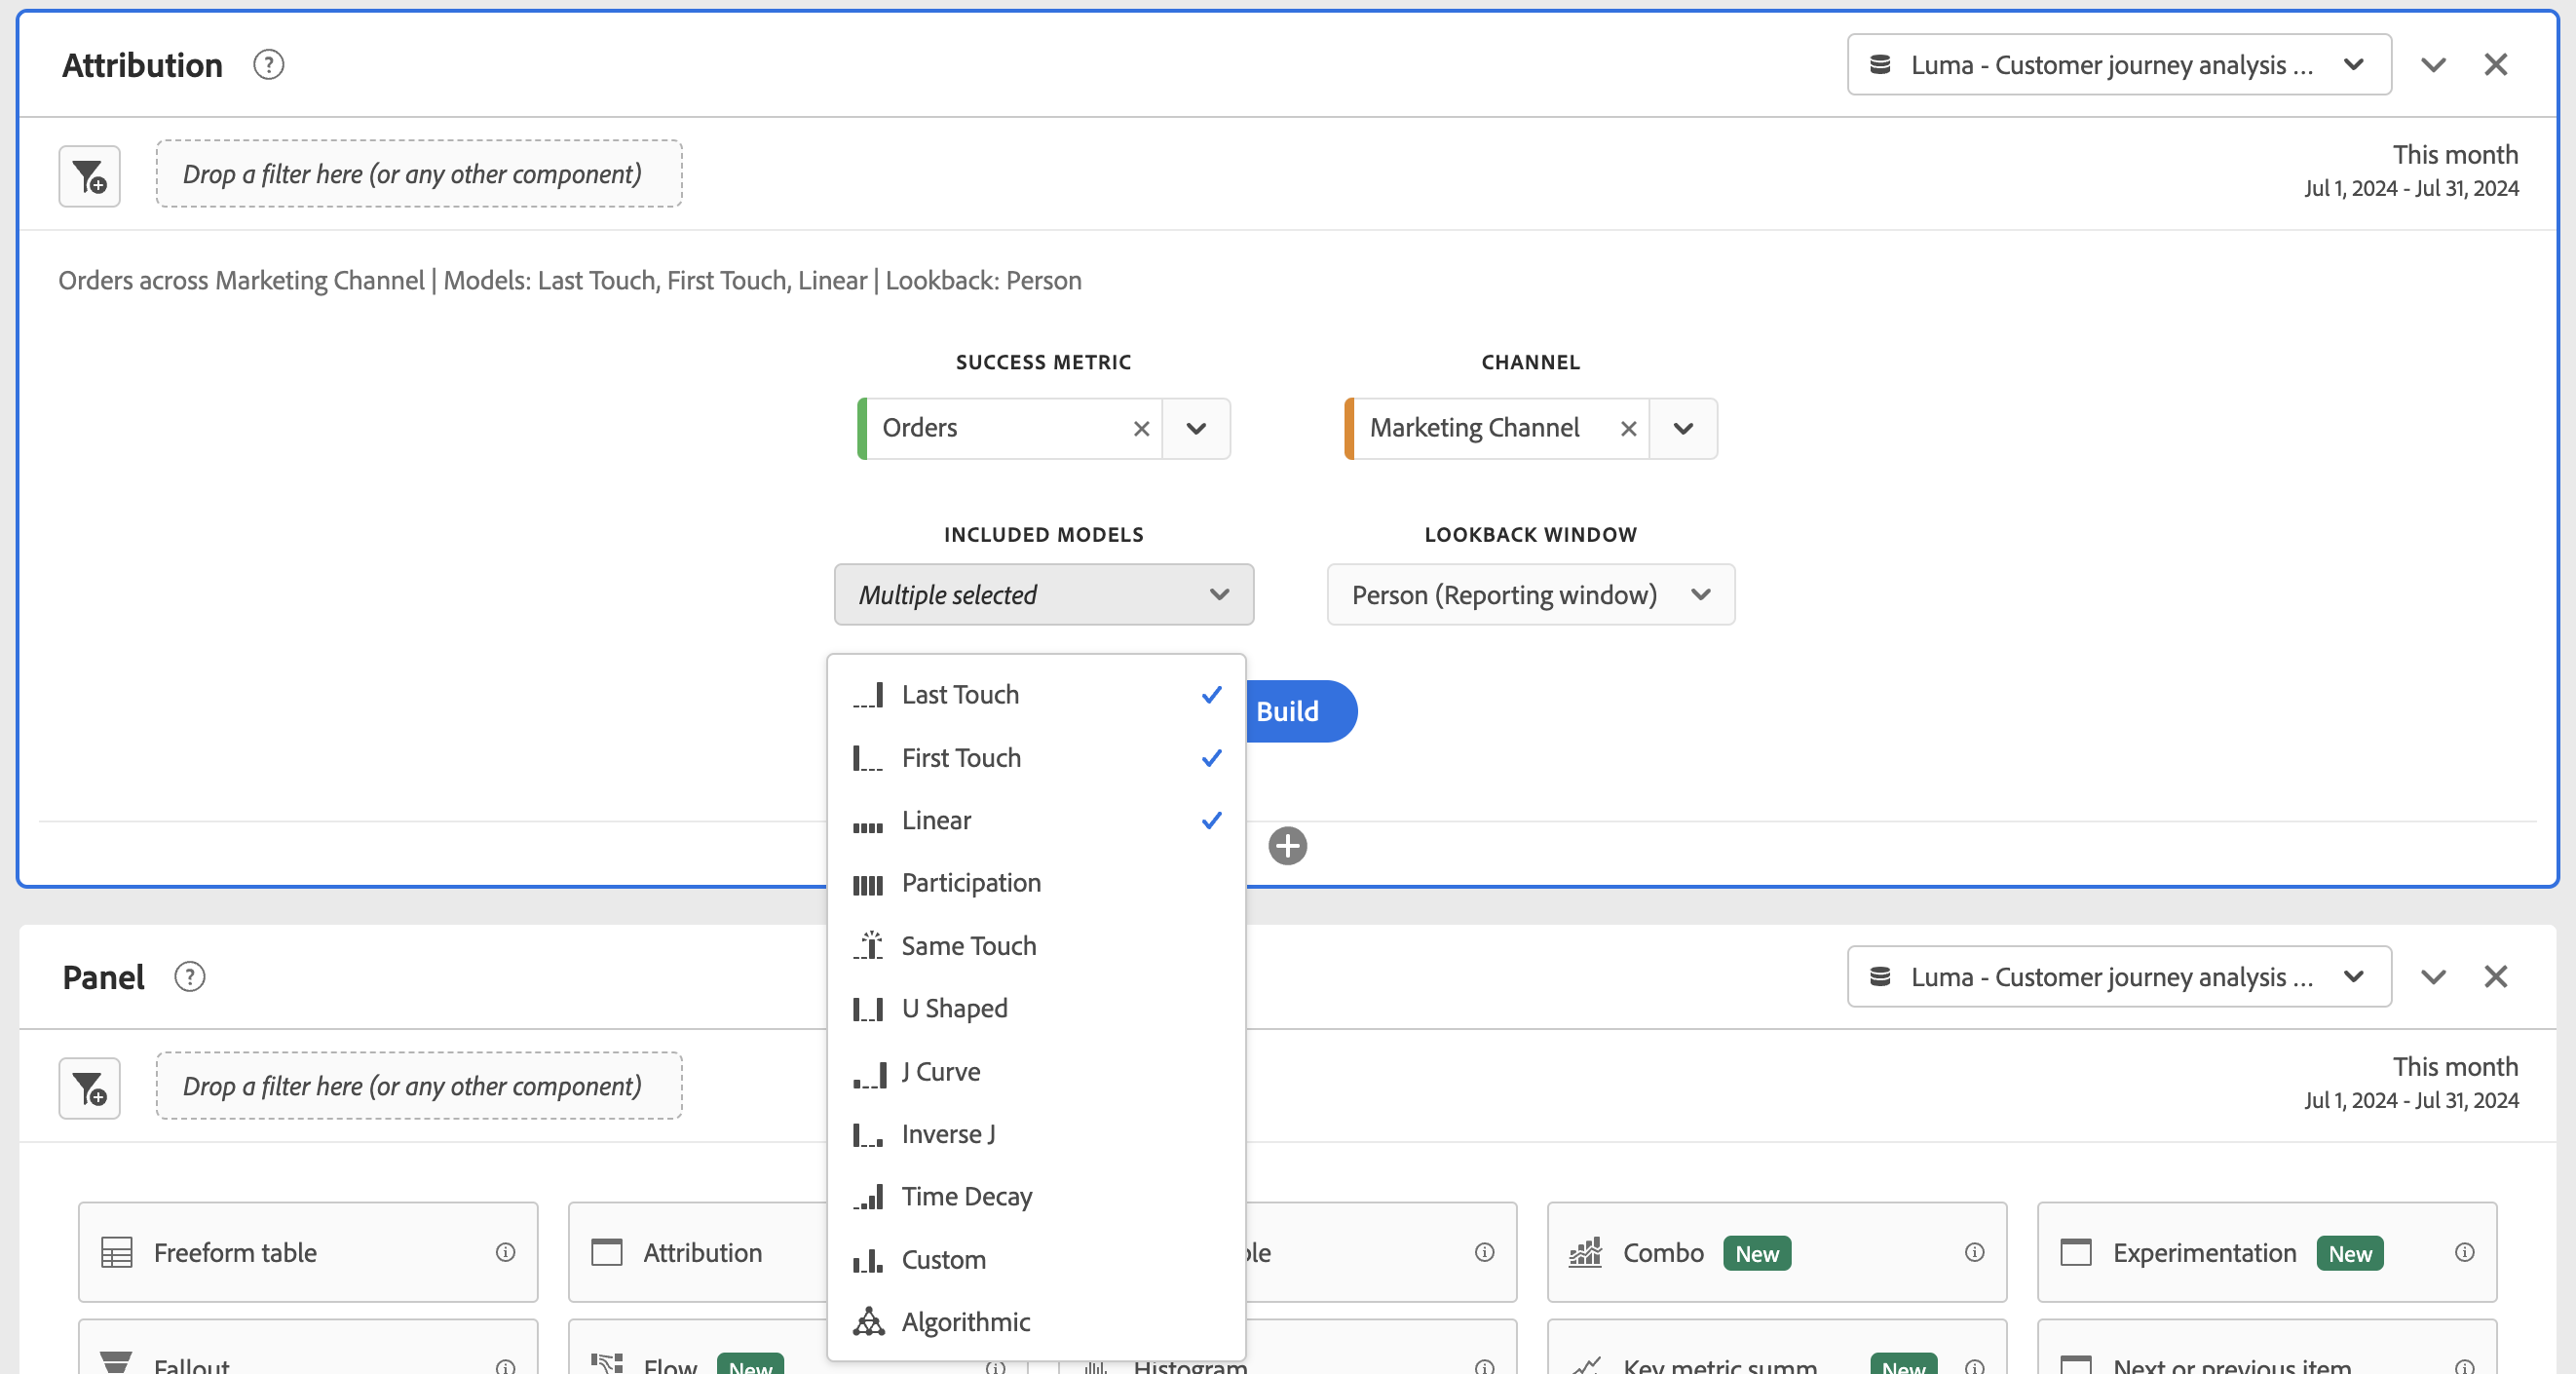 Attribution
Luma - Customer journey analysis ...
Drop a filter here (or any other component)
This month
Jul 1, 2024 - Jul 31, 2024
Orders across Marketing Channel | Models: Last Touch, First Touch, Linear | Lookback: Person
SUCCESS METRIC
CHANNEL
Orders
Marketing Channel
INCLUDED MODELS
LOOKBACK WINDOW
Multiple selected
Person (Reporting window)
Last Touch
Build
First Touch
Linear
Participation
Same Touch
U Shaped
J Curve
Inverse J
Time Decay
Custom
Algorithmic
Panel
Luma - Customer journey analysis ...
Drop a filter here (or any other component)
This month
Jul 1, 2024 - Jul 31, 2024
Freeform table
Attribution
Combo New
Experimentation New
Fallout
Flow New
Histogram
Key metric summ... New
Next or previous item